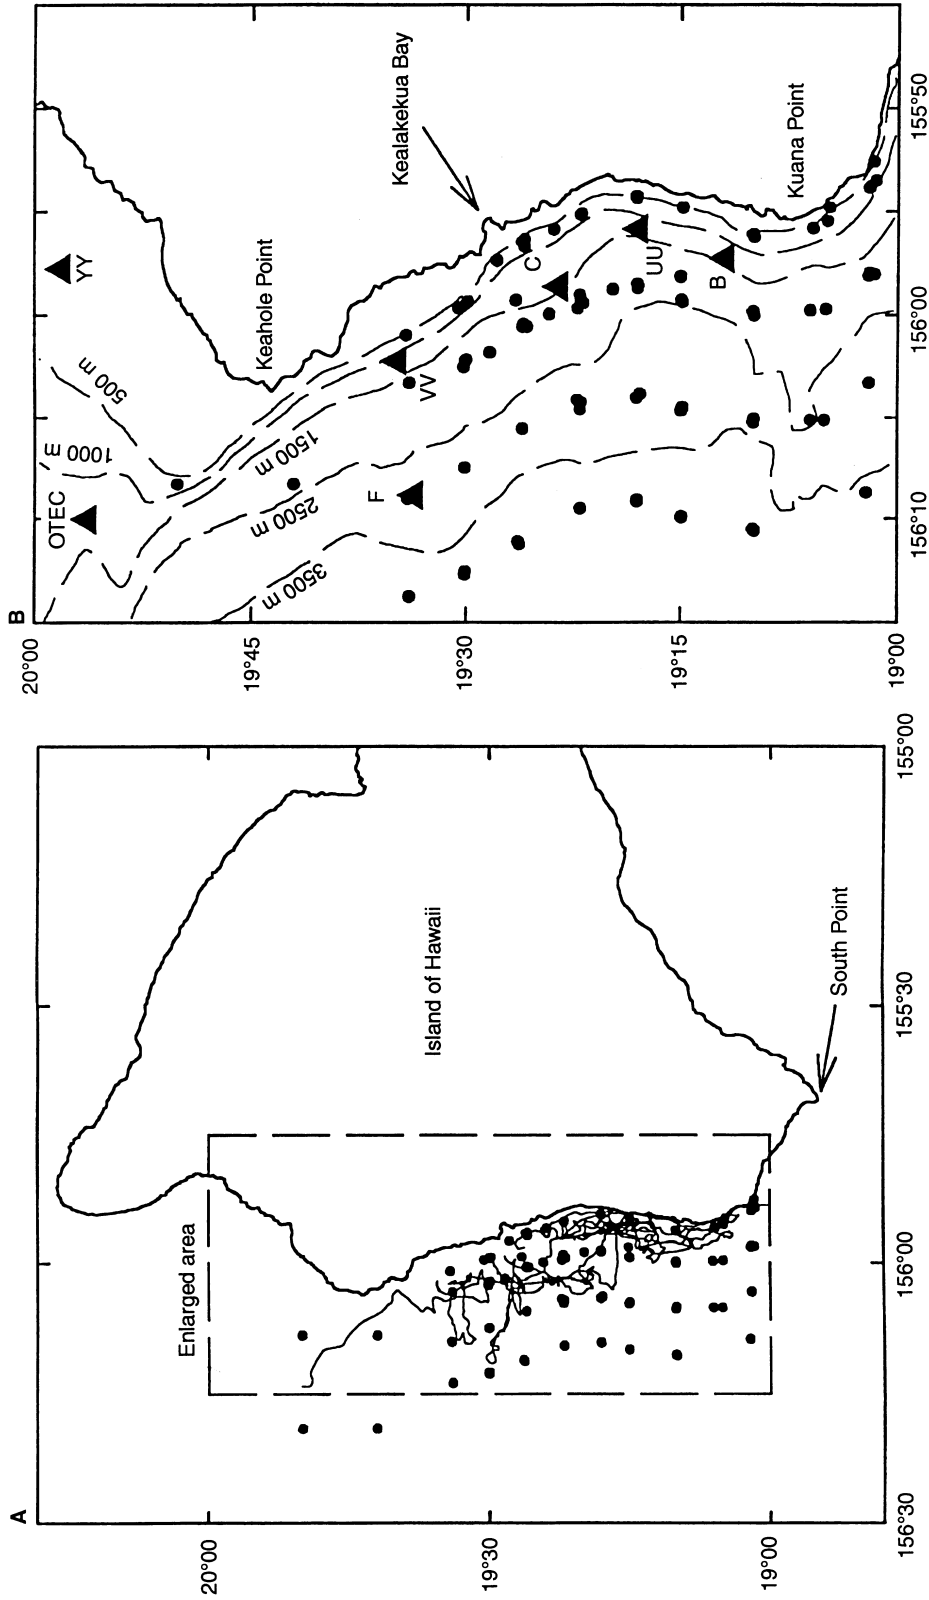 A
Enlarged area
Island of Hawaii
South Point
20°00
19°30
19°00
156°30
156°00
155°30
155°00
B
OTEC
YY
500 m
1000 m
1500 m
2500 m
3500 m
Keahole Point
Kealakekua Bay
Kuana Point
F
VV
C
UU
B
20°00
19°45
19°30
19°15
19°00
156°10
156°00
155°50